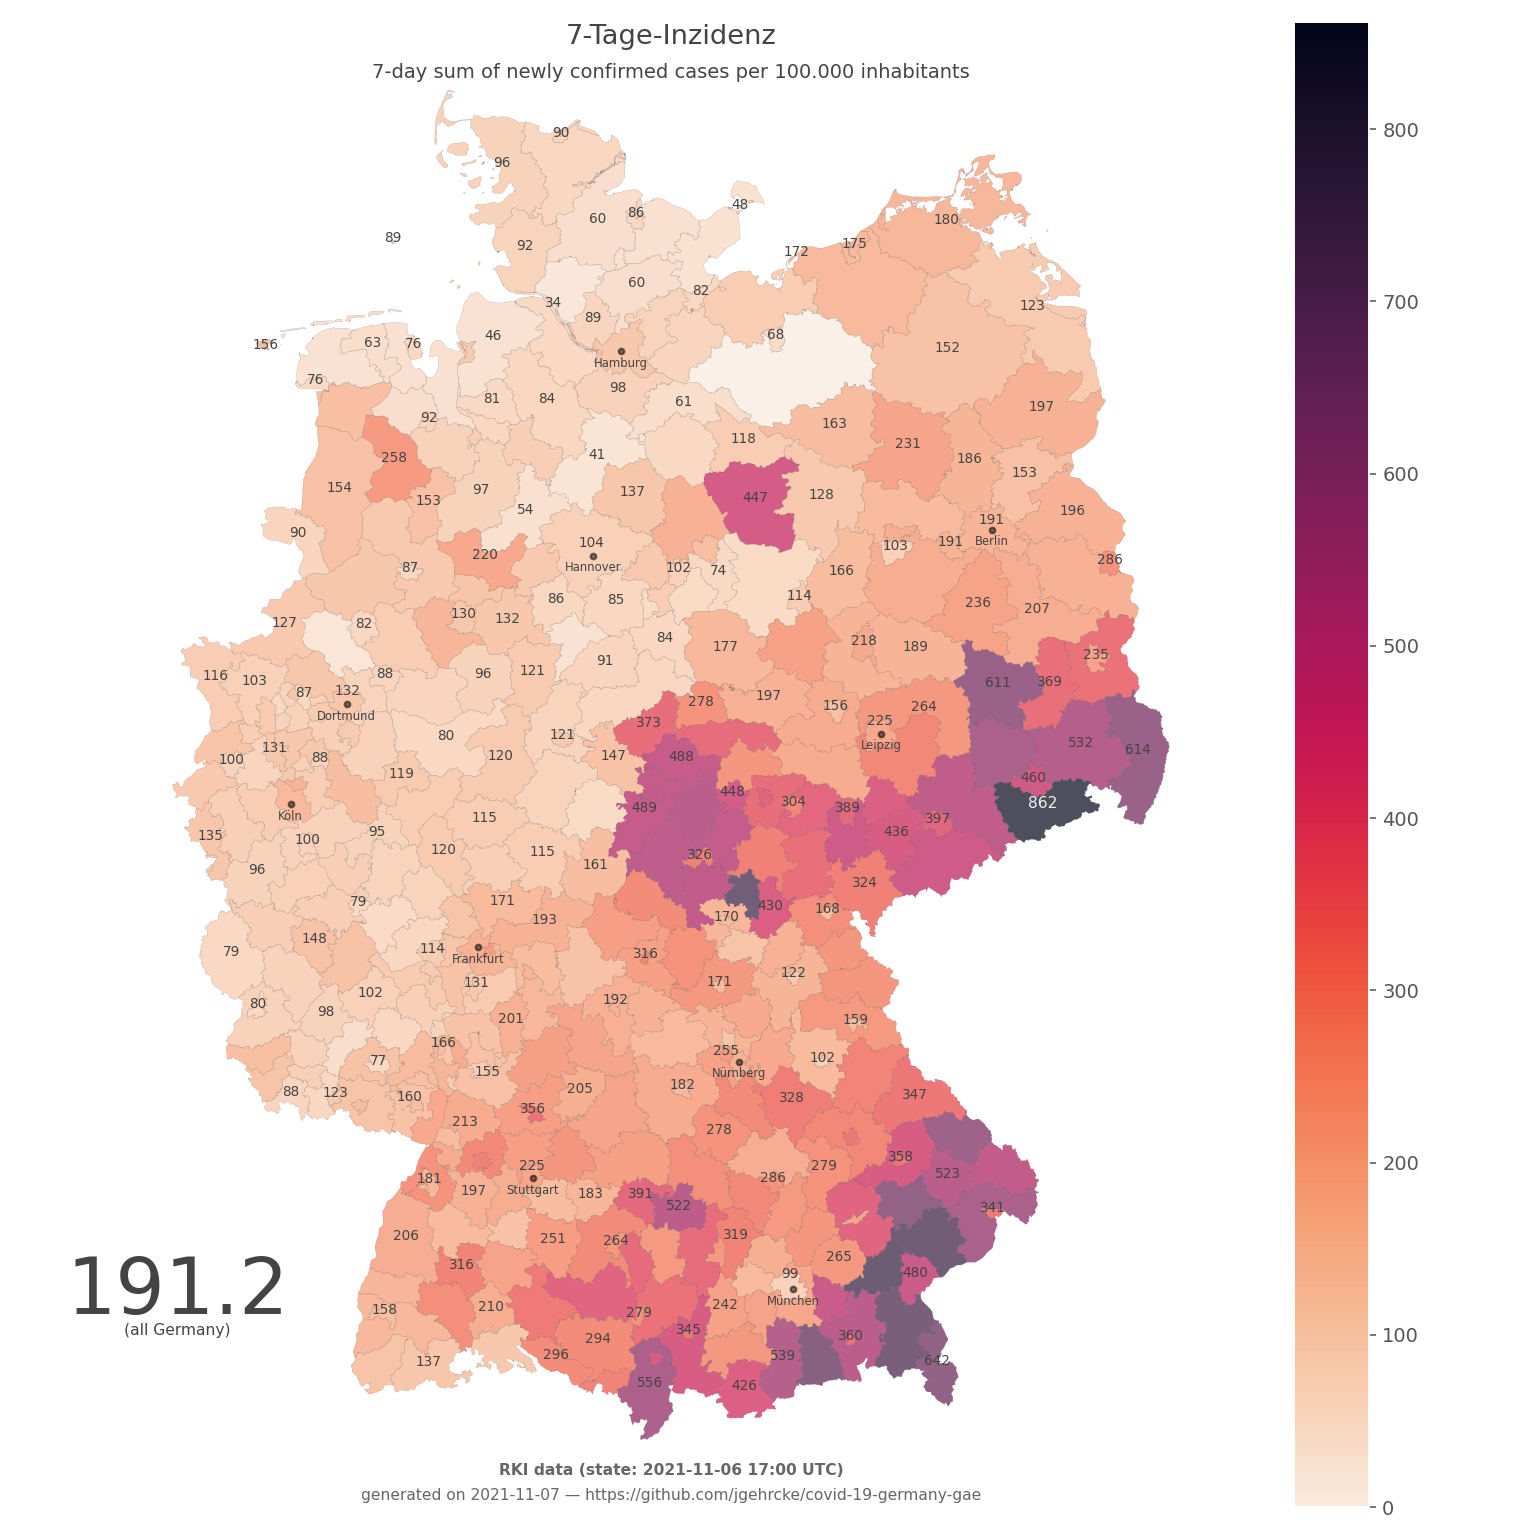 7-Tage-Inzidenz
7-day sum of newly confirmed cases per 100.000 inhabitants
90
96
60 86 48
89 92 180
172 175
34 60 82
89 123
156 63 76 46 68
Hamburg 152
76 98
92 81 84 61 197
163
118 231
258 41 186
153
154 153 97 137 447 128
54 196
90 104 191
Hannover 103 191 Berlin
220 286
87 102 74 166
86 85 114 236 207
127 82 130 132
84 218 189
91 177 235
116 103 88 96 121
87 132 611 369
Dortmund
278 197 156 264
373 225
Leipzig
80 121 532 614
100 131 88 120 147 488
119 460
448 304 389 862
Köln 489
115 436 397
135 100 95
120 115 326
96 161 324
79 171 430 168
193 170
79 148 114 316
Frankfurt
131 171 122
80 98 102 192
201 159
166 255 102
77 Nürnberg
155
88 123 160 205 182 328 347
356
213 278
225 358
181 Stuttgart 286 279 523
197 183 391 522 341
206 251 264 319
316 265
99 480
191.2
(all Germany)
158 210 279 242 München
137 296 294 345 360
539 642
556 426
800
700
600
500
400
300
200
100
0
RKI data (state: 2021-11-06 17:00 UTC)
generated on 2021-11-07 — https://github.com/jgehrcke/covid-19-germany-gae